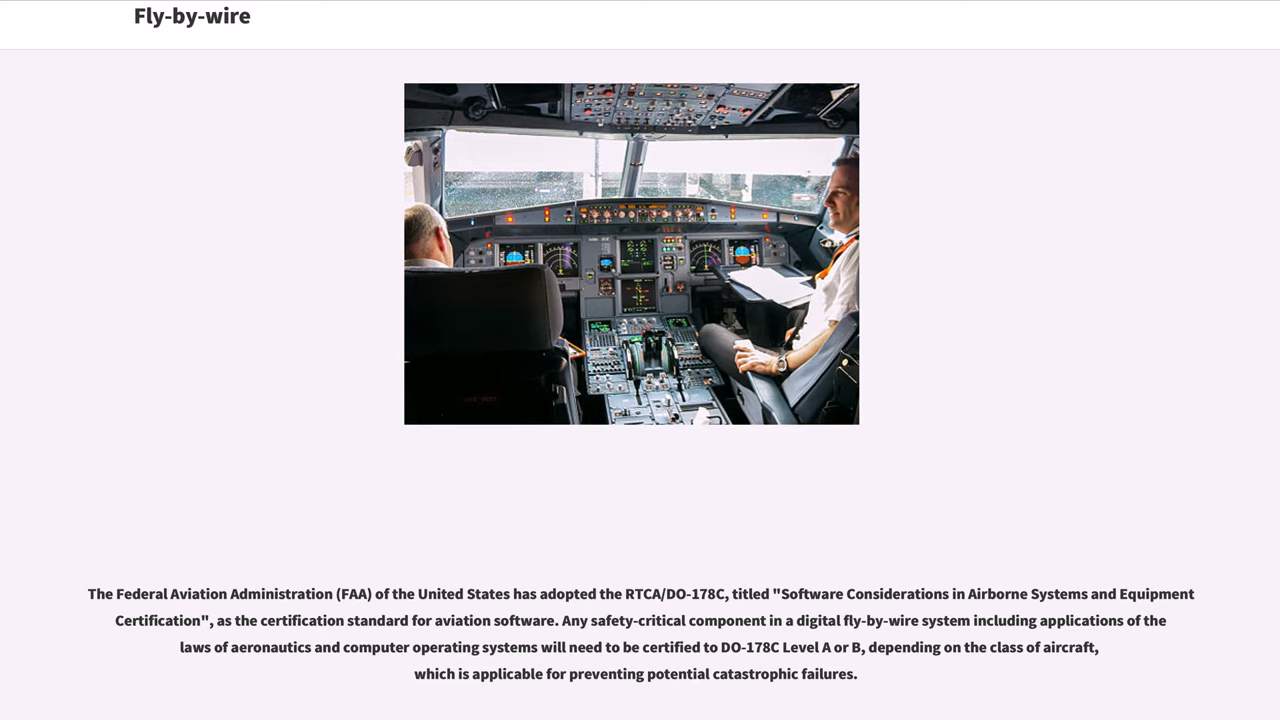 Fly-by-wire
The Federal Aviation Administration (FAA) of the United States has adopted the RTCA/DO-178C, titled "Software Considerations in Airborne Systems and Equipment
Certification", as the certification standard for aviation software. Any safety-critical component in a digital fly-by-wire system including applications of the
laws of aeronautics and computer operating systems will need to be certified to DO-178C Level A or B, depending on the class of aircraft,
which is applicable for preventing potential catastrophic failures.